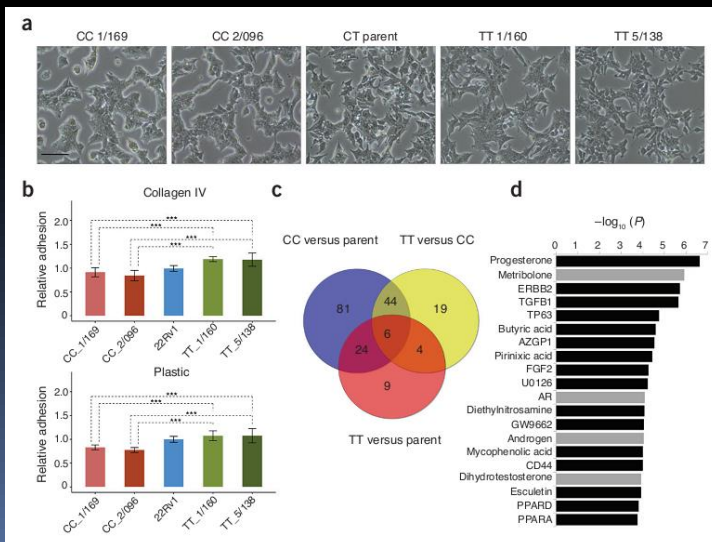 a
CC 1/169
CC 2/096
CT parent
TT 1/160
TT 5/138
b
Collagen IV
Relative adhesion
2.0
1.5
1.0
0.5
0
***
***
***
***
CC_1/169
CC_2/096
22Rv1
TT_1/160
TT_5/138
Plastic
Relative adhesion
2.0
1.5
1.0
0.5
0
***
***
***
***
CC_1/169
CC_2/096
22Rv1
TT_1/160
TT_5/138
c
CC versus parent
TT versus CC
81
44
19
6
24
4
9
TT versus parent
d
−log10 (P)
0 1 2 3 4 5 6 7
Progesterone
Metribolone
ERBB2
TGFB1
TP63
Butyric acid
AZGP1
Pirinixic acid
FGF2
U0126
AR
Diethylnitrosamine
GW9662
Androgen
Mycophenolic acid
CD44
Dihydrotestosterone
Esculetin
PPARD
PPARA